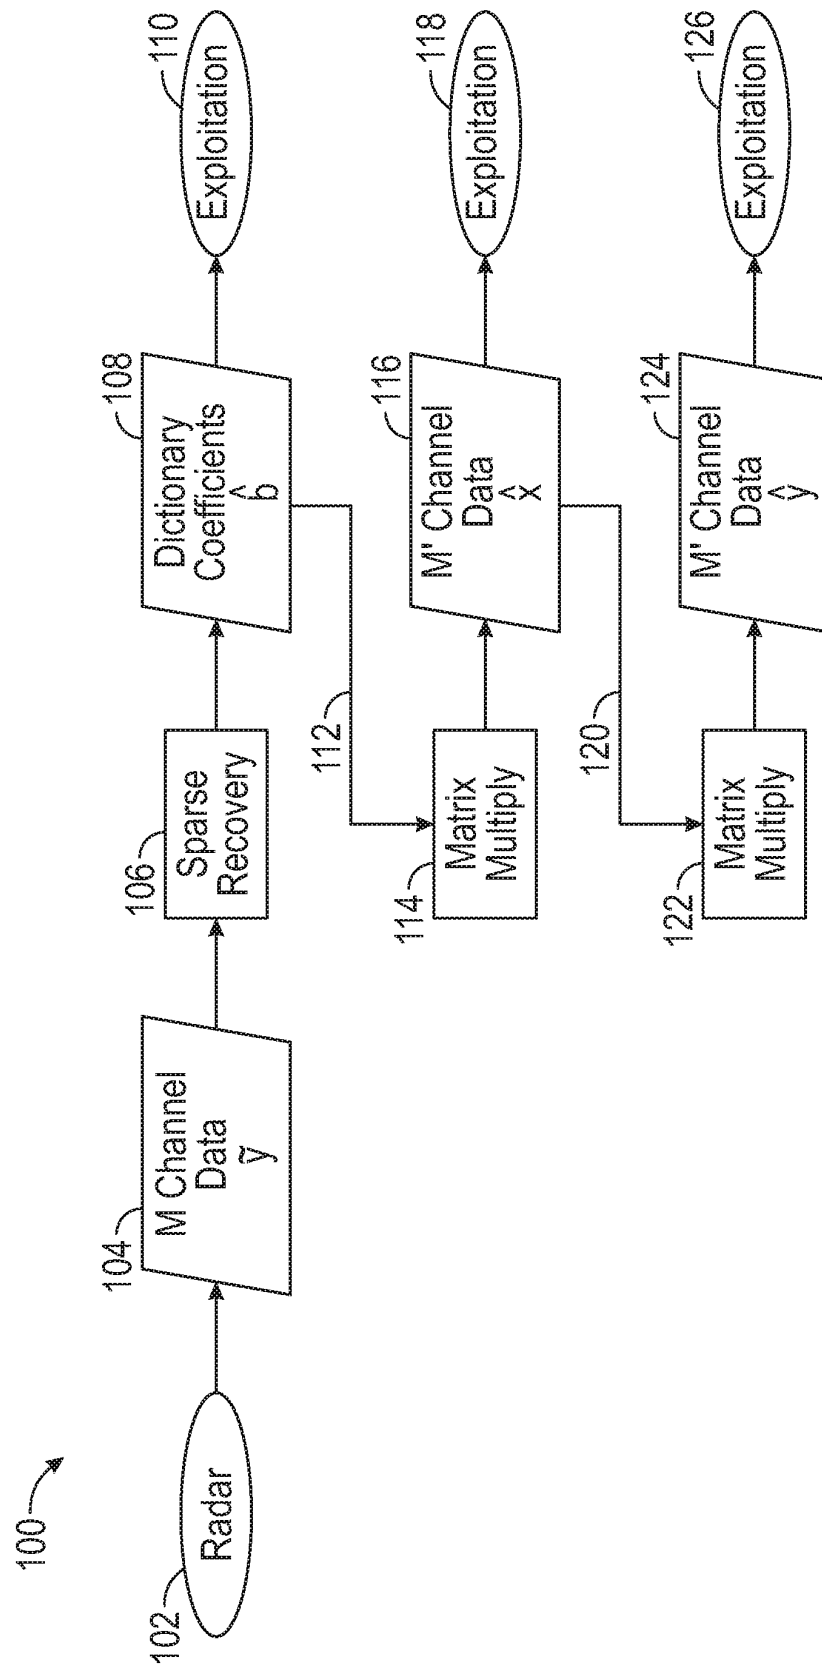 100
102
Radar
104
M Channel
Data
ỹ
106
Sparse
Recovery
108
Dictionary
Coefficients
b̂
110
Exploitation
112
114
Matrix
Multiply
116
M' Channel
Data
x̂
118
Exploitation
120
122
Matrix
Multiply
124
M' Channel
Data
ŷ
126
Exploitation